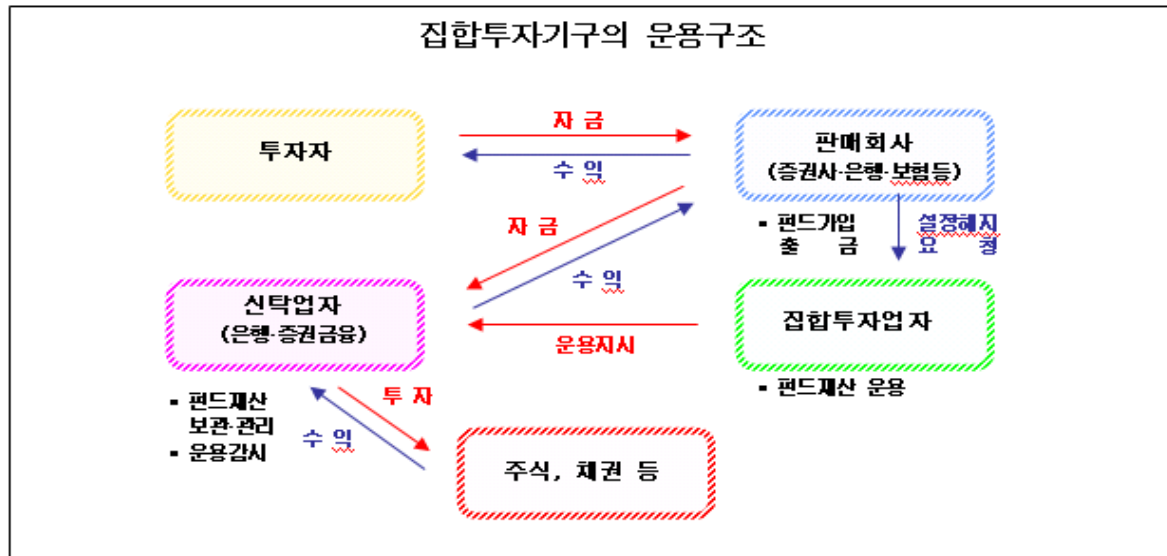 집합투자기구의 운용구조
투자자
자 금
수 익
판매회사
(증권사·은행·보험등)
▪ 펀드가입
출 금
설정해지
요 청
자 금
수 익
신탁업자
(은행·증권금융)
운용지시
집합투자업자
▪ 펀드재산 운용
▪ 펀드재산
보관·관리
▪ 운용감시
투 자
수 익
주식, 채권 등